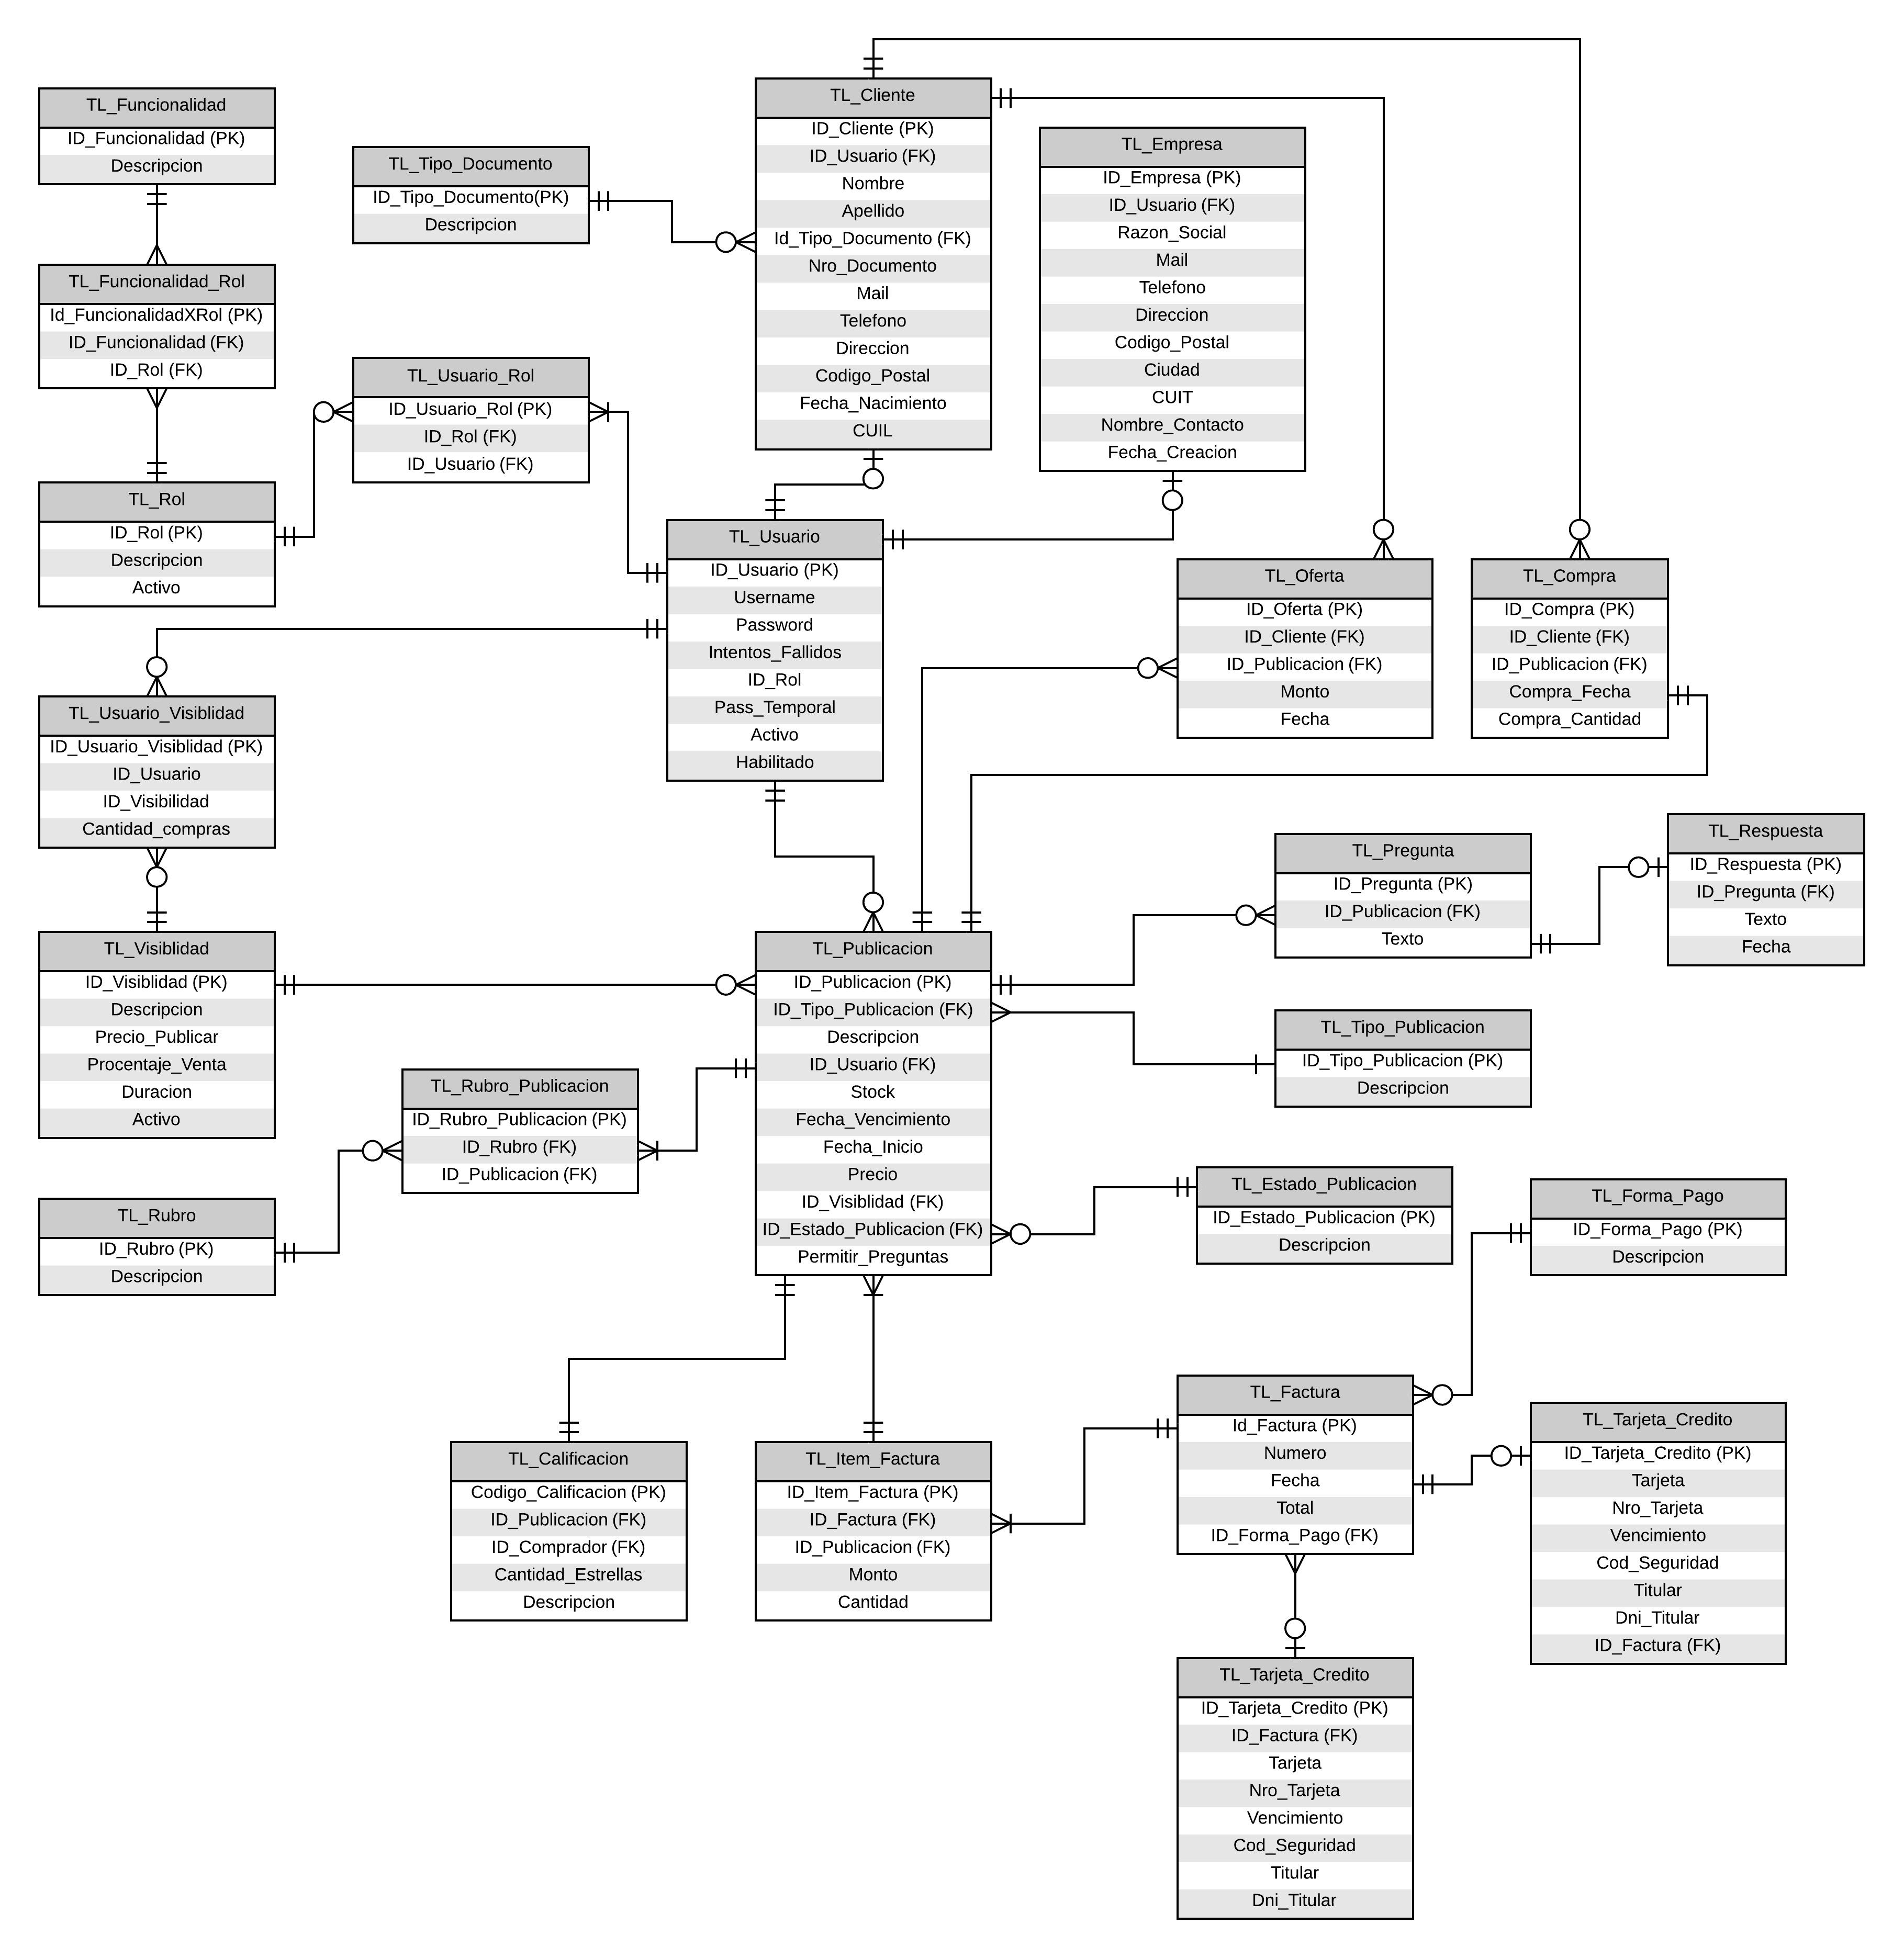 TL_Funcionalidad
ID_Funcionalidad (PK)
Descripcion
TL_Tipo_Documento
ID_Tipo_Documento(PK)
Descripcion
TL_Cliente
ID_Cliente (PK)
ID_Usuario (FK)
Nombre
Apellido
Id_Tipo_Documento (FK)
Nro_Documento
Mail
Telefono
Direccion
Codigo_Postal
Fecha_Nacimiento
CUIL
TL_Empresa
ID_Empresa (PK)
ID_Usuario (FK)
Razon_Social
Mail
Telefono
Direccion
Codigo_Postal
Ciudad
CUIT
Nombre_Contacto
Fecha_Creacion
TL_Funcionalidad_Rol
Id_FuncionalidadXRol (PK)
ID_Funcionalidad (FK)
ID_Rol (FK)
TL_Usuario_Rol
ID_Usuario_Rol (PK)
ID_Rol (FK)
ID_Usuario (FK)
TL_Rol
ID_Rol (PK)
Descripcion
Activo
TL_Usuario
ID_Usuario (PK)
Username
Password
Intentos_Fallidos
ID_Rol
Pass_Temporal
Activo
Habilitado
TL_Oferta
ID_Oferta (PK)
ID_Cliente (FK)
ID_Publicacion (FK)
Monto
Fecha
TL_Compra
ID_Compra (PK)
ID_Cliente (FK)
ID_Publicacion (FK)
Compra_Fecha
Compra_Cantidad
TL_Usuario_Visiblidad
ID_Usuario_Visiblidad (PK)
ID_Usuario
ID_Visibilidad
Cantidad_compras
TL_Pregunta
ID_Pregunta (PK)
ID_Publicacion (FK)
Texto
TL_Respuesta
ID_Respuesta (PK)
ID_Pregunta (FK)
Texto
Fecha
TL_Visiblidad
ID_Visiblidad (PK)
Descripcion
Precio_Publicar
Procentaje_Venta
Duracion
Activo
TL_Publicacion
ID_Publicacion (PK)
ID_Tipo_Publicacion (FK)
Descripcion
ID_Usuario (FK)
Stock
Fecha_Vencimiento
Fecha_Inicio
Precio
ID_Visiblidad (FK)
ID_Estado_Publicacion (FK)
Permitir_Preguntas
TL_Tipo_Publicacion
ID_Tipo_Publicacion (PK)
Descripcion
TL_Rubro_Publicacion
ID_Rubro_Publicacion (PK)
ID_Rubro (FK)
ID_Publicacion (FK)
TL_Rubro
ID_Rubro (PK)
Descripcion
TL_Estado_Publicacion
ID_Estado_Publicacion (PK)
Descripcion
TL_Forma_Pago
ID_Forma_Pago (PK)
Descripcion
TL_Calificacion
Codigo_Calificacion (PK)
ID_Publicacion (FK)
ID_Comprador (FK)
Cantidad_Estrellas
Descripcion
TL_Item_Factura
ID_Item_Factura (PK)
ID_Factura (FK)
ID_Publicacion (FK)
Monto
Cantidad
TL_Factura
Id_Factura (PK)
Numero
Fecha
Total
ID_Forma_Pago (FK)
TL_Tarjeta_Credito
ID_Tarjeta_Credito (PK)
Tarjeta
Nro_Tarjeta
Vencimiento
Cod_Seguridad
Titular
Dni_Titular
ID_Factura (FK)
TL_Tarjeta_Credito
ID_Tarjeta_Credito (PK)
ID_Factura (FK)
Tarjeta
Nro_Tarjeta
Vencimiento
Cod_Seguridad
Titular
Dni_Titular